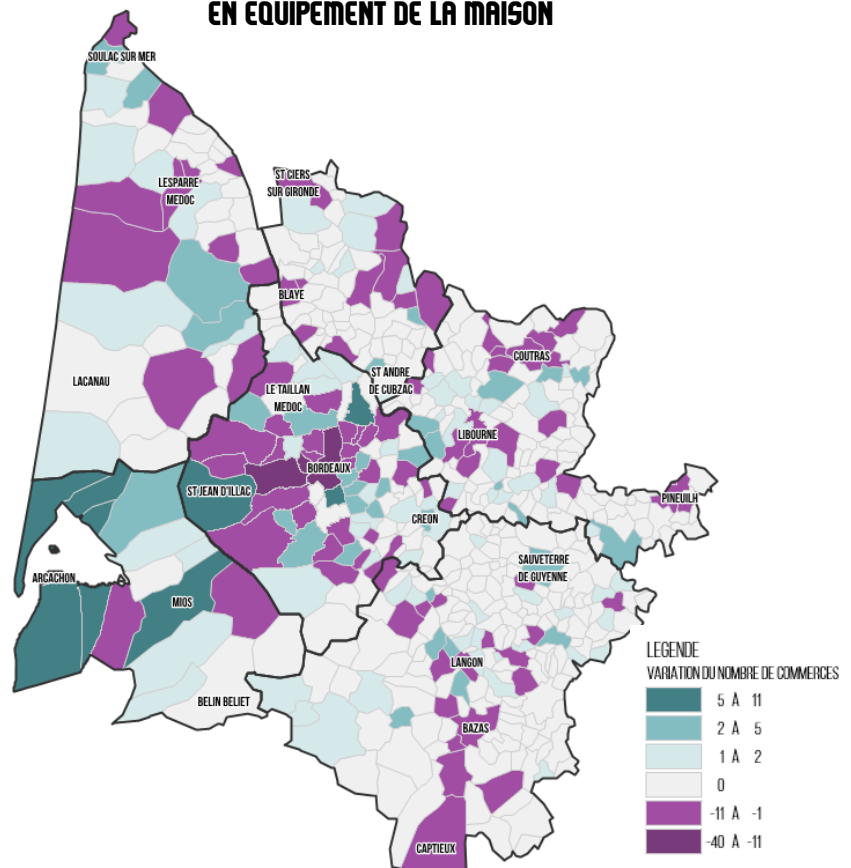 EN EQUIPEMENT DE LA MAISON
SOULAC SUR MER
LESPARRE
MEDOC
ST CIERS
SUR GIRONDE
BLAYE
COUTRAS
LACANAU
LE TAILLAN
MEDOC
ST ANDRE
DE CUBZAC
LIBOURNE
BORDEAUX
ST JEAN D'ILLAC
PINEUILH
CREON
ARCACHON
MIOS
SAUVETERRE
DE GUYENNE
LANGON
BELIN BELIET
BAZAS
CAPTIEUX
LEGENDE
VARIATION DU NOMBRE DE COMMERCES
5 À 11
2 À 5
1 À 2
0
-11 À -1
-40 À -11